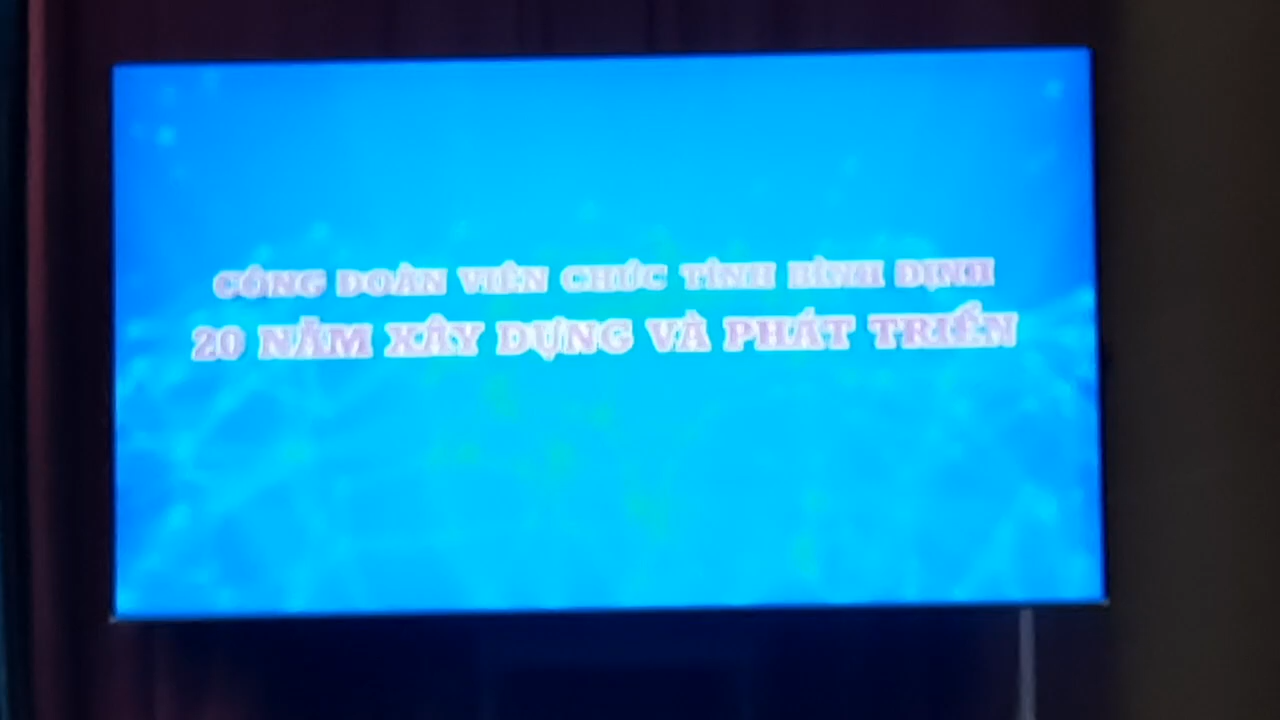 CÔNG ĐOÀN VIÊN CHỨC TỈNH BÌNH ĐỊNH
20 NĂM XÂY DỰNG VÀ PHÁT TRIỂN